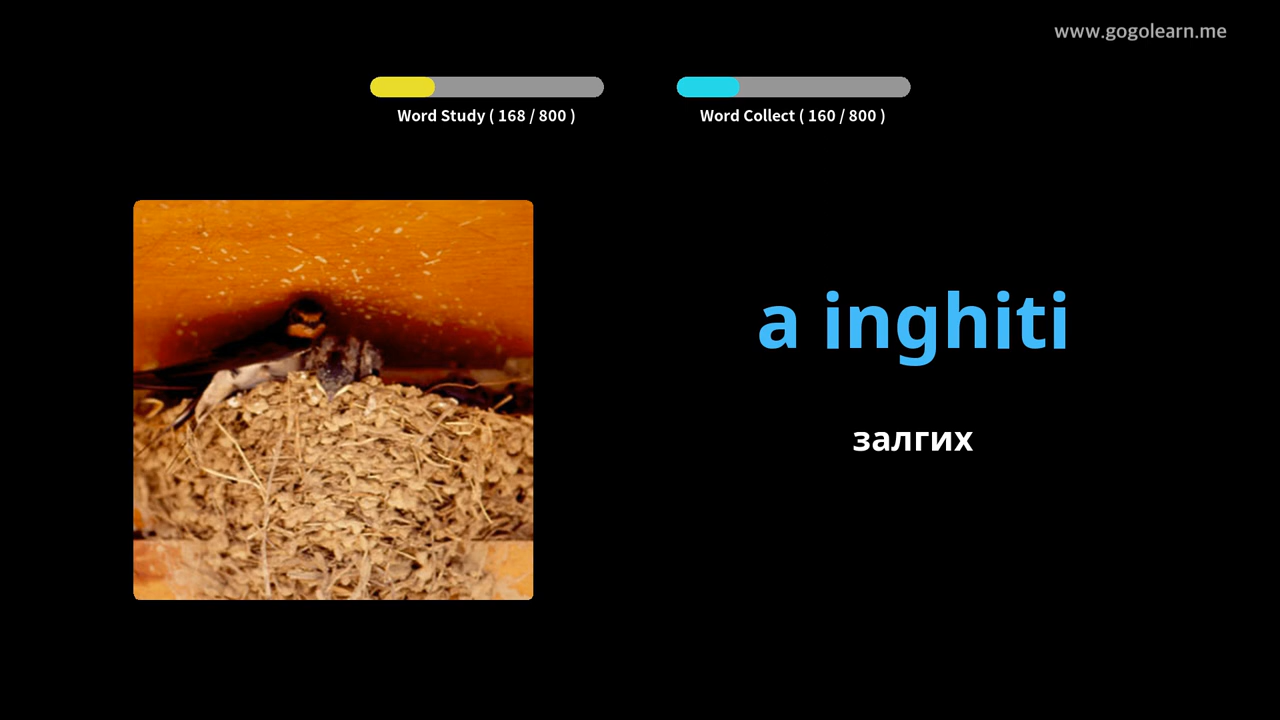 www.gogolearn.me
Word Study ( 168 / 800 )
Word Collect ( 160 / 800 )
a inghiti
залгих